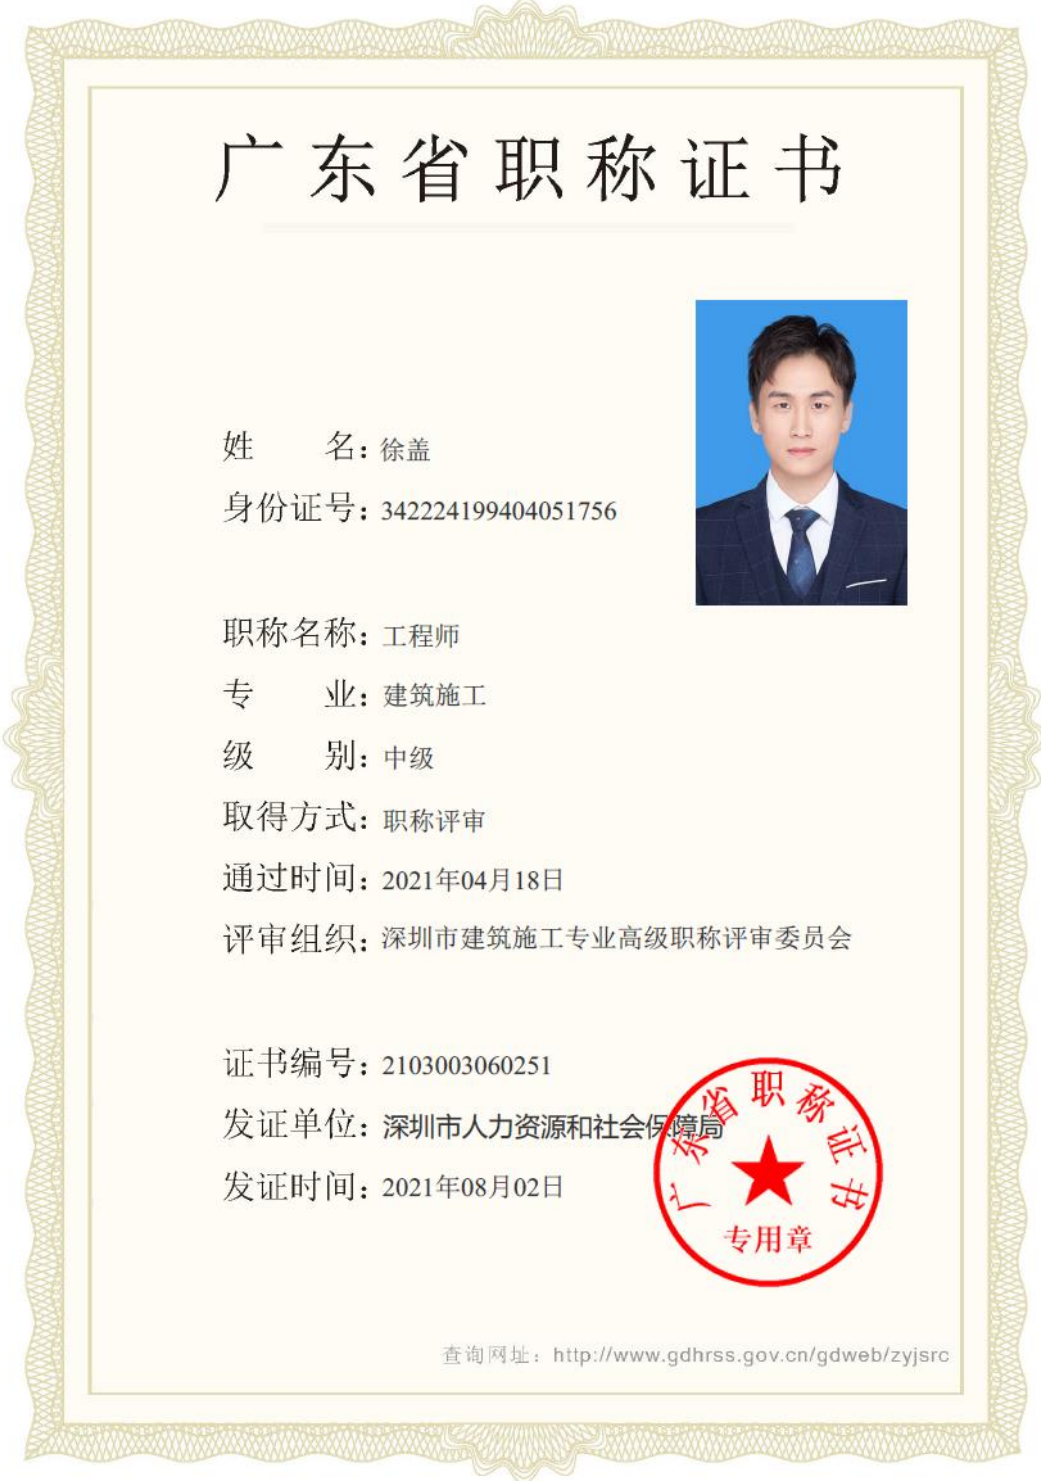 广东省职称证书
姓 名：徐盖
身份证号：342224199404051756
职称名称：工程师
专 业：建筑施工
级 别：中级
取得方式：职称评审
通过时间：2021年04月18日
评审组织：深圳市建筑施工专业高级职称评审委员会
证书编号：2103003060251
发证单位：深圳市人力资源和社会保障局
发证时间：2021年08月02日
广东省职称证书
专用章
查询网址：http://www.gdhrss.gov.cn/gdweb/zyjsrc